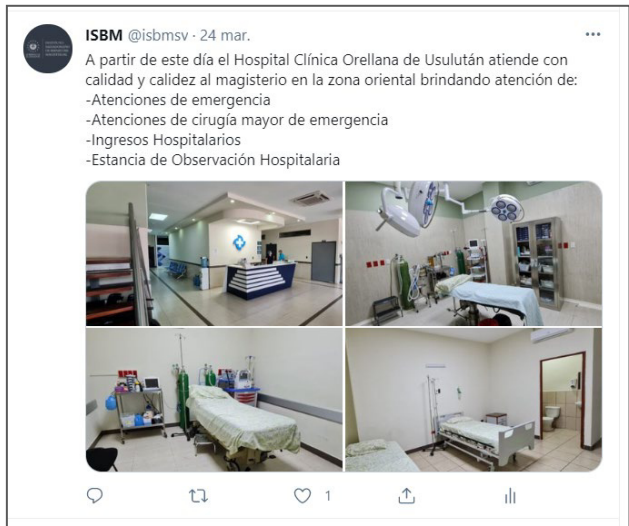 ISBM @isbmsv · 24 mar.
A partir de este día el Hospital Clínica Orellana de Usulután atiende con
calidad y calidez al magisterio en la zona oriental brindando atención de:
-Atenciones de emergencia
-Atenciones de cirugía mayor de emergencia
-Ingresos Hospitalarios
-Estancia de Observación Hospitalaria
1